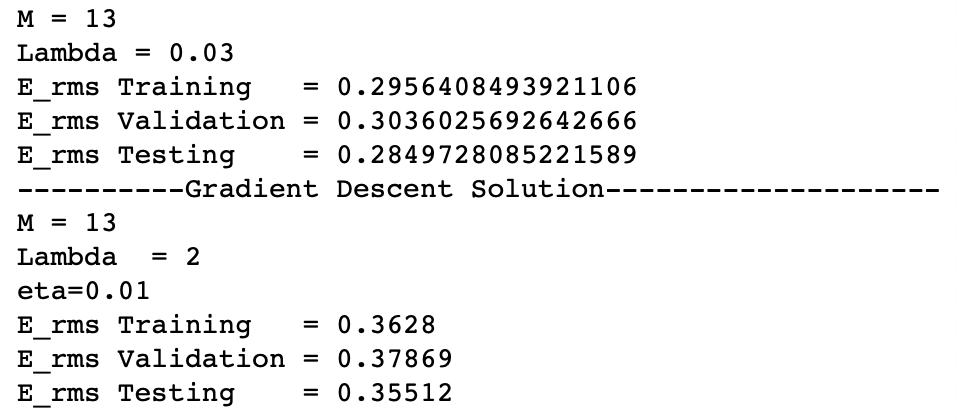 M = 13
Lambda = 0.03
E_rms Training   = 0.2956408493921106
E_rms Validation = 0.3036025692642666
E_rms Testing    = 0.2849728085221589
----------Gradient Descent Solution--------------------
M = 13
Lambda  = 2
eta=0.01
E_rms Training   = 0.3628
E_rms Validation = 0.37869
E_rms Testing    = 0.35512